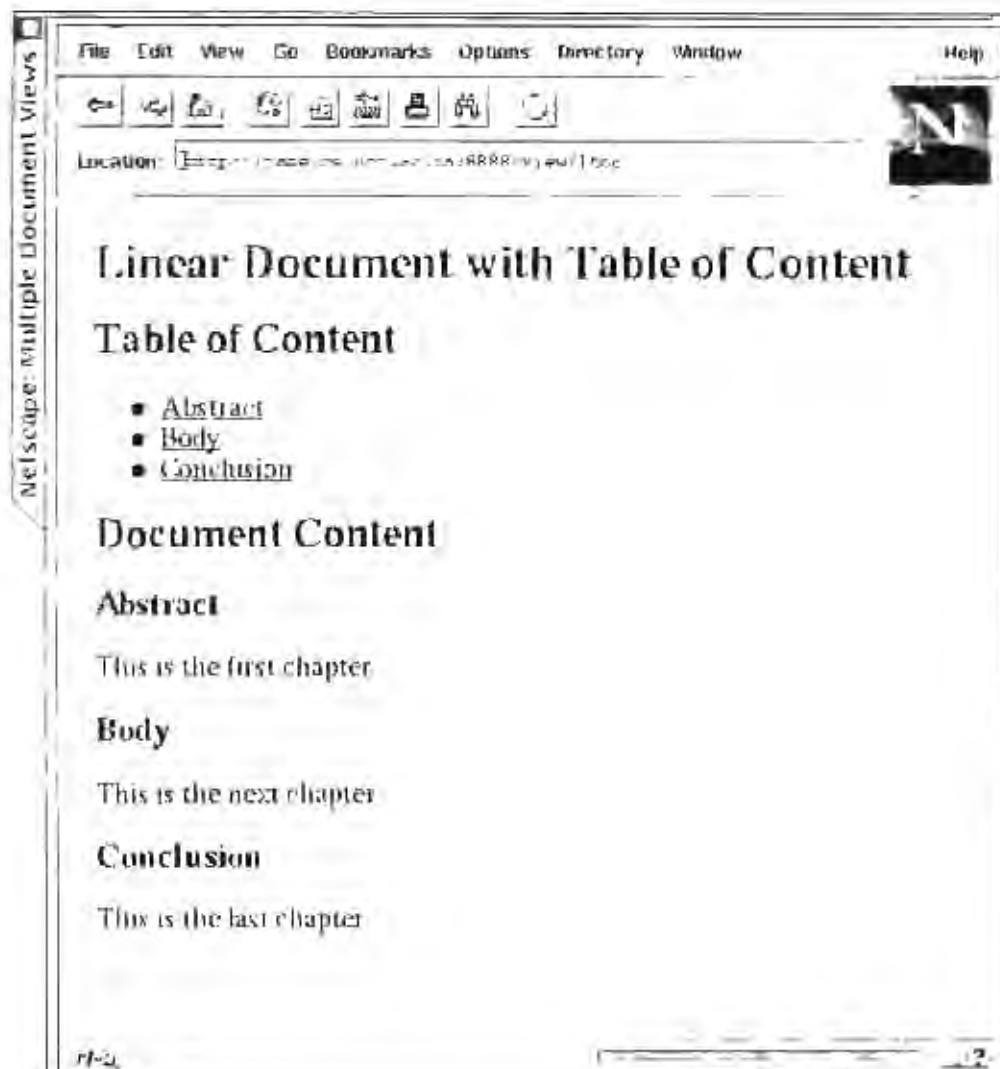 Netscape: Multiple Document Views
File Edit View Go Bookmarks Options Directory Window Help
N
Location:
Linear Document with Table of Content
Table of Content
Abstract
Body
Conclusion
Document Content
Abstract
This is the first chapter
Body
This is the next chapter
Conclusion
This is the last chapter